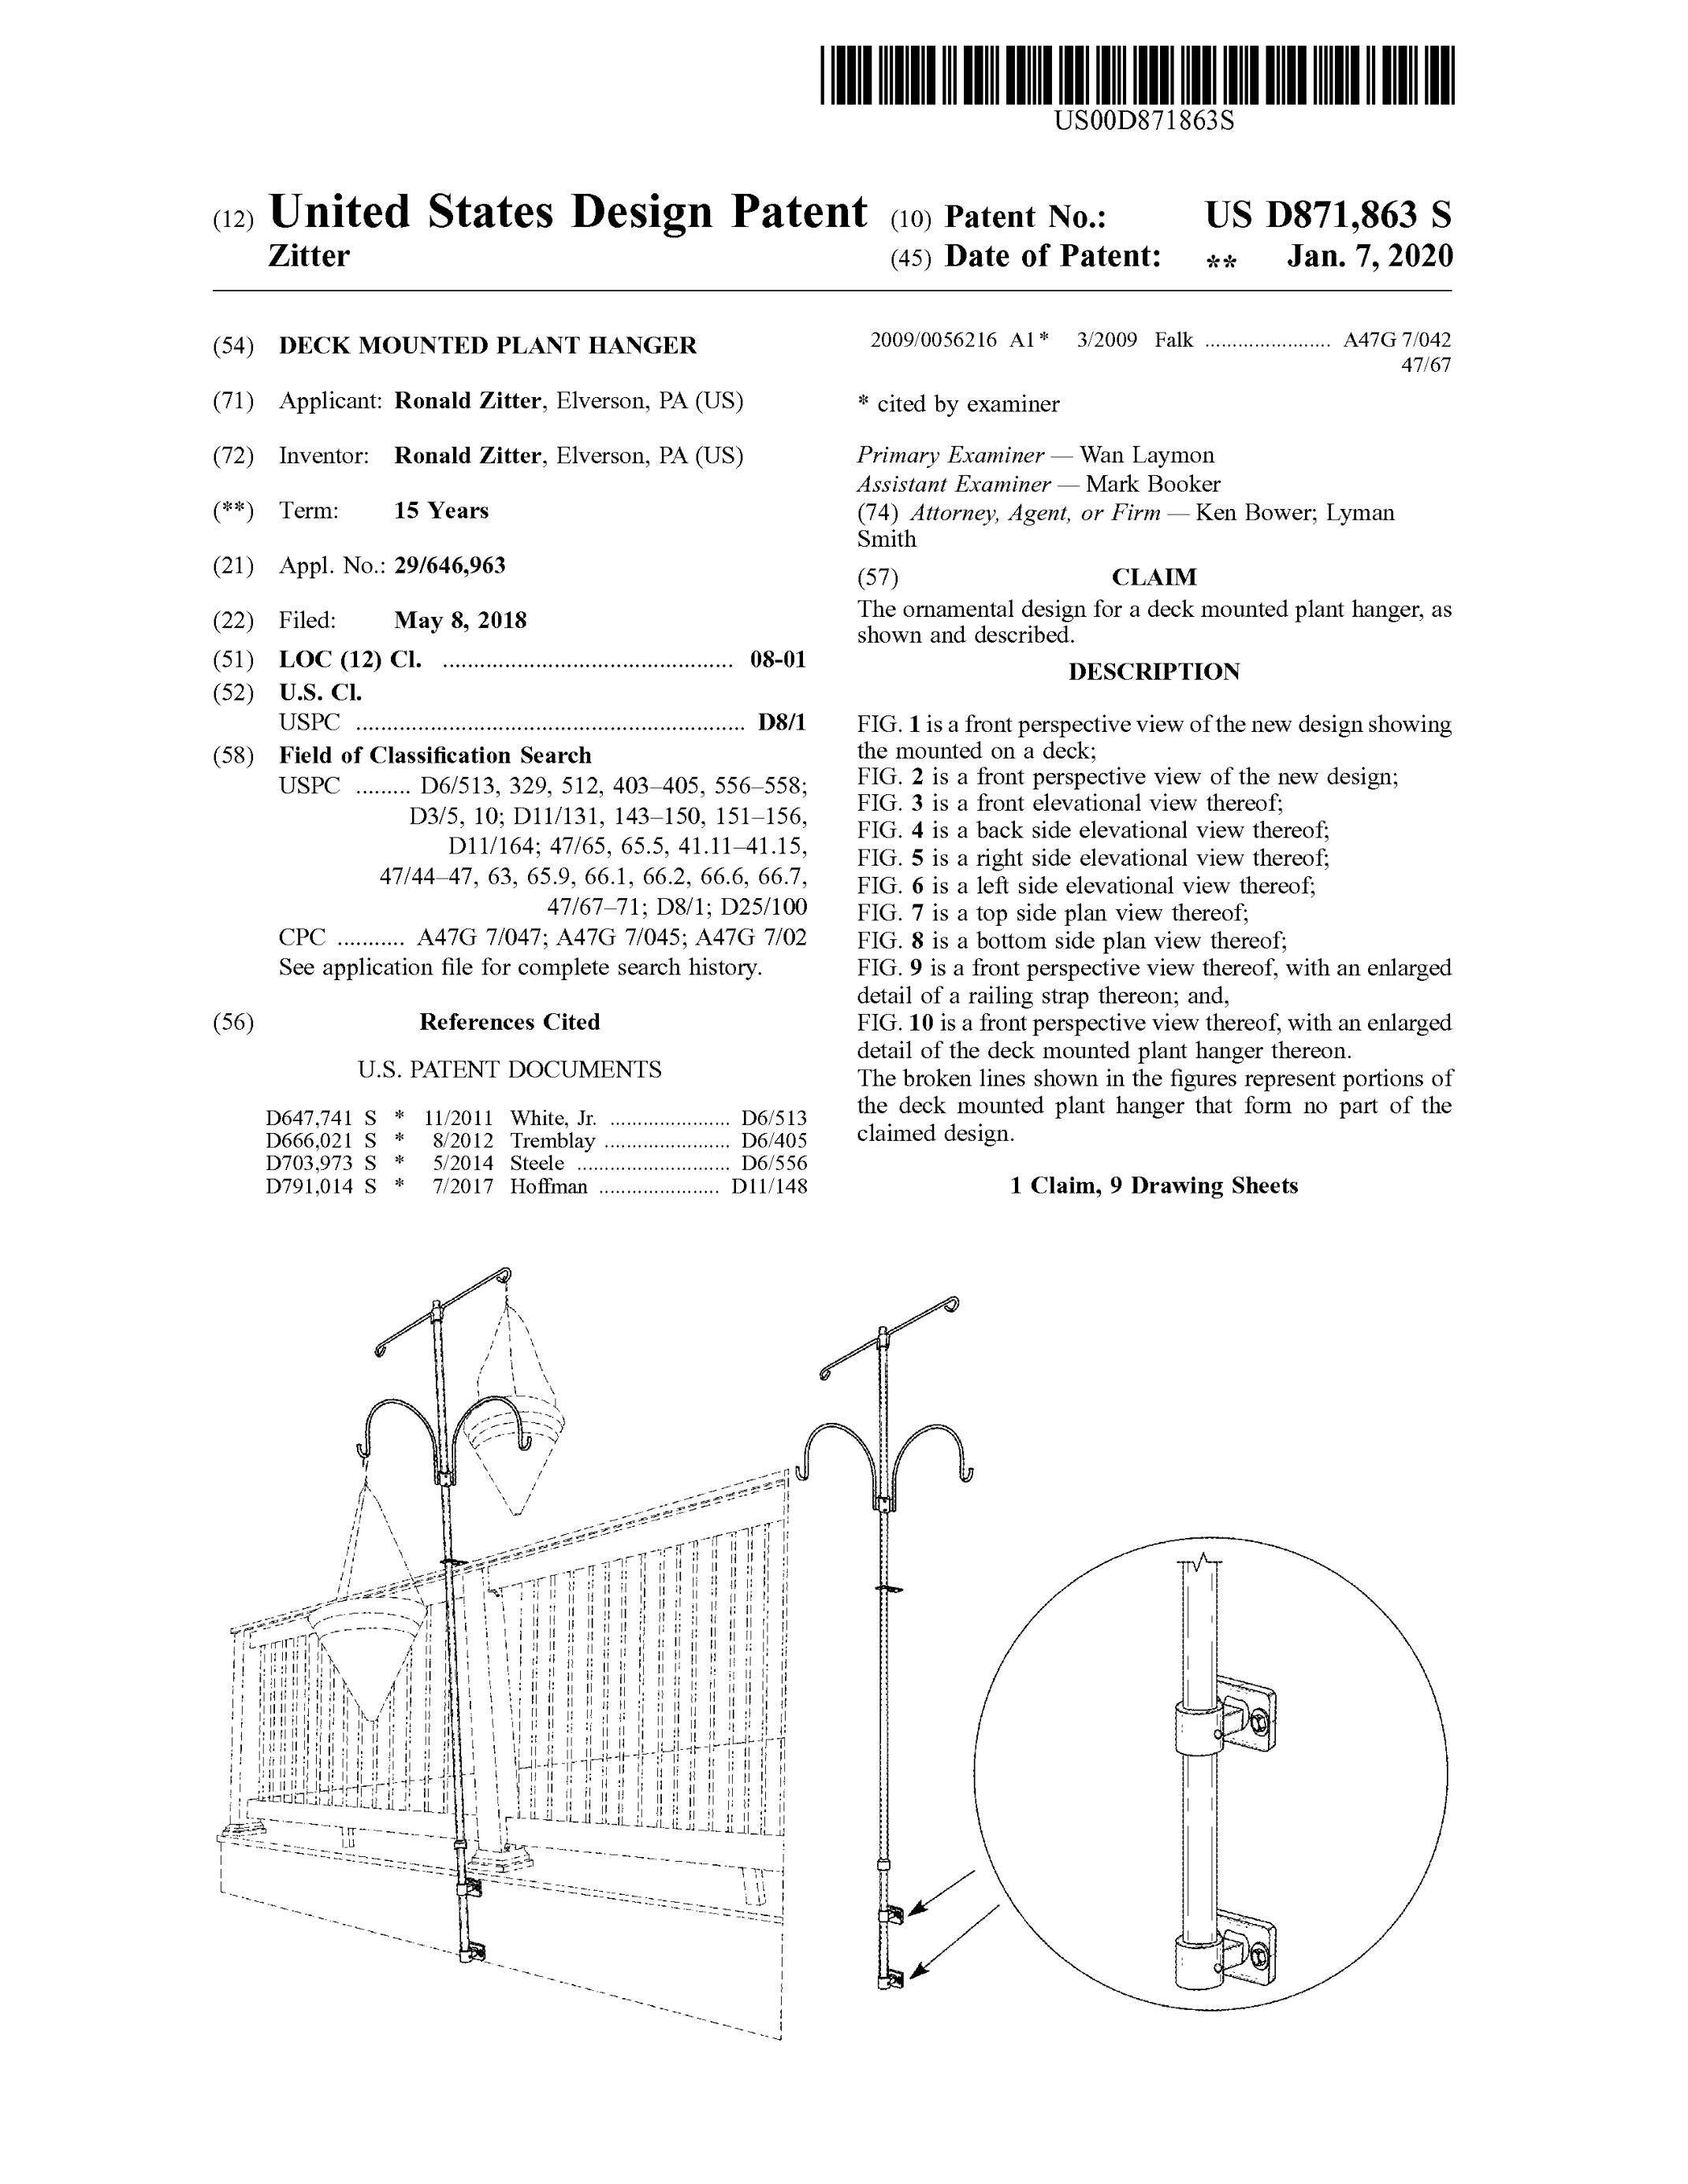 US00D871863S
(12) United States Design Patent
Zitter
(10) Patent No.: US D871,863 S
(45) Date of Patent: ** Jan. 7, 2020
(54) DECK MOUNTED PLANT HANGER
(71) Applicant: Ronald Zitter, Elverson, PA (US)
(72) Inventor: Ronald Zitter, Elverson, PA (US)
(**) Term: 15 Years
(21) Appl. No.: 29/646,963
(22) Filed: May 8, 2018
(51) LOC (12) Cl. .............................................. 08-01
(52) U.S. Cl.
USPC ............................................................... D8/1
(58) Field of Classification Search
USPC ......... D6/513, 329, 512, 403–405, 556–558;
D3/5, 10; D11/131, 143–150, 151–156,
D11/164; 47/65, 65.5, 41.11–41.15,
47/44–47, 63, 65.9, 66.1, 66.2, 66.6, 66.7,
47/67–71; D8/1; D25/100
CPC ........... A47G 7/047; A47G 7/045; A47G 7/02
See application file for complete search history.
(56) References Cited
U.S. PATENT DOCUMENTS
D647,741 S * 11/2011 White, Jr. ...................... D6/513
D666,021 S * 8/2012 Tremblay ....................... D6/405
D703,973 S * 5/2014 Steele ............................ D6/556
D791,014 S * 7/2017 Hoffman ...................... D11/148
2009/0056216 A1* 3/2009 Falk ....................... A47G 7/042
47/67
* cited by examiner
Primary Examiner — Wan Laymon
Assistant Examiner — Mark Booker
(74) Attorney, Agent, or Firm — Ken Bower; Lyman
Smith
(57) CLAIM
The ornamental design for a deck mounted plant hanger, as
shown and described.
DESCRIPTION
FIG. 1 is a front perspective view of the new design showing
the mounted on a deck;
FIG. 2 is a front perspective view of the new design;
FIG. 3 is a front elevational view thereof;
FIG. 4 is a back side elevational view thereof;
FIG. 5 is a right side elevational view thereof;
FIG. 6 is a left side elevational view thereof;
FIG. 7 is a top side plan view thereof;
FIG. 8 is a bottom side plan view thereof;
FIG. 9 is a front perspective view thereof, with an enlarged
detail of a railing strap thereon; and,
FIG. 10 is a front perspective view thereof, with an enlarged
detail of the deck mounted plant hanger thereon.
The broken lines shown in the figures represent portions of
the deck mounted plant hanger that form no part of the
claimed design.
1 Claim, 9 Drawing Sheets